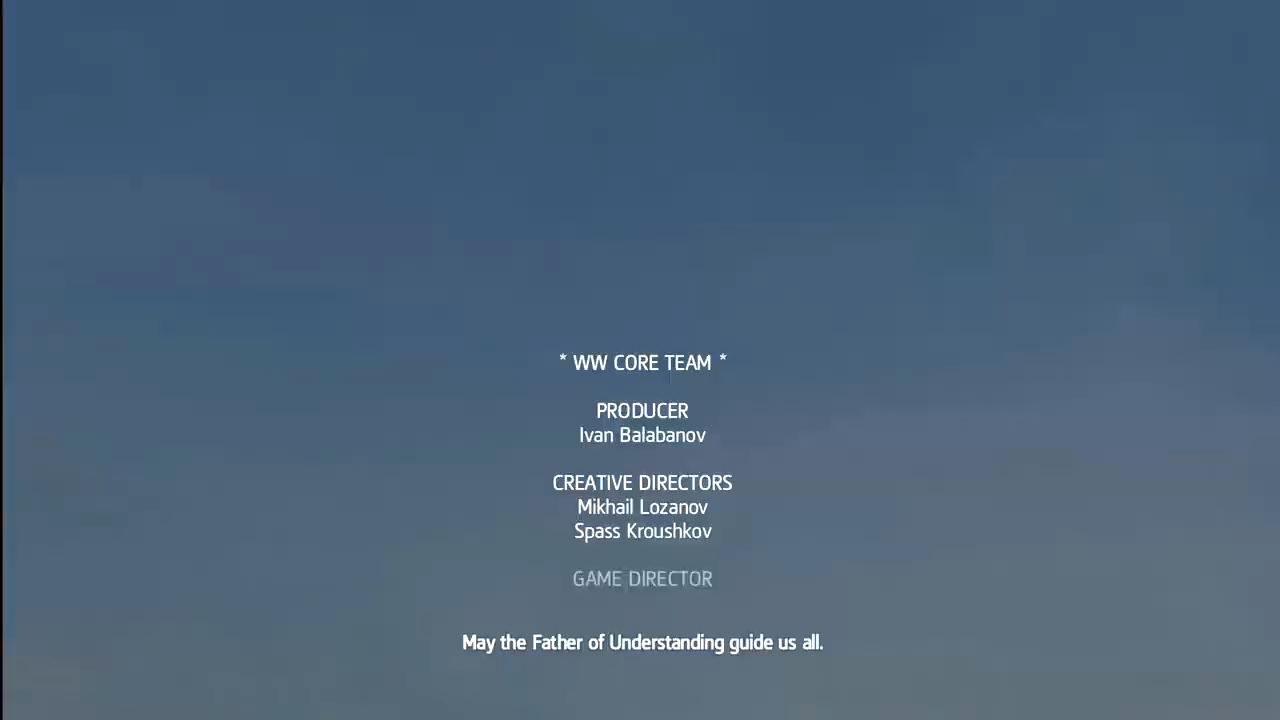 * WW CORE TEAM *
PRODUCER
Ivan Balabanov
CREATIVE DIRECTORS
Mikhail Lozanov
Spass Kroushkov
GAME DIRECTOR
May the Father of Understanding guide us all.